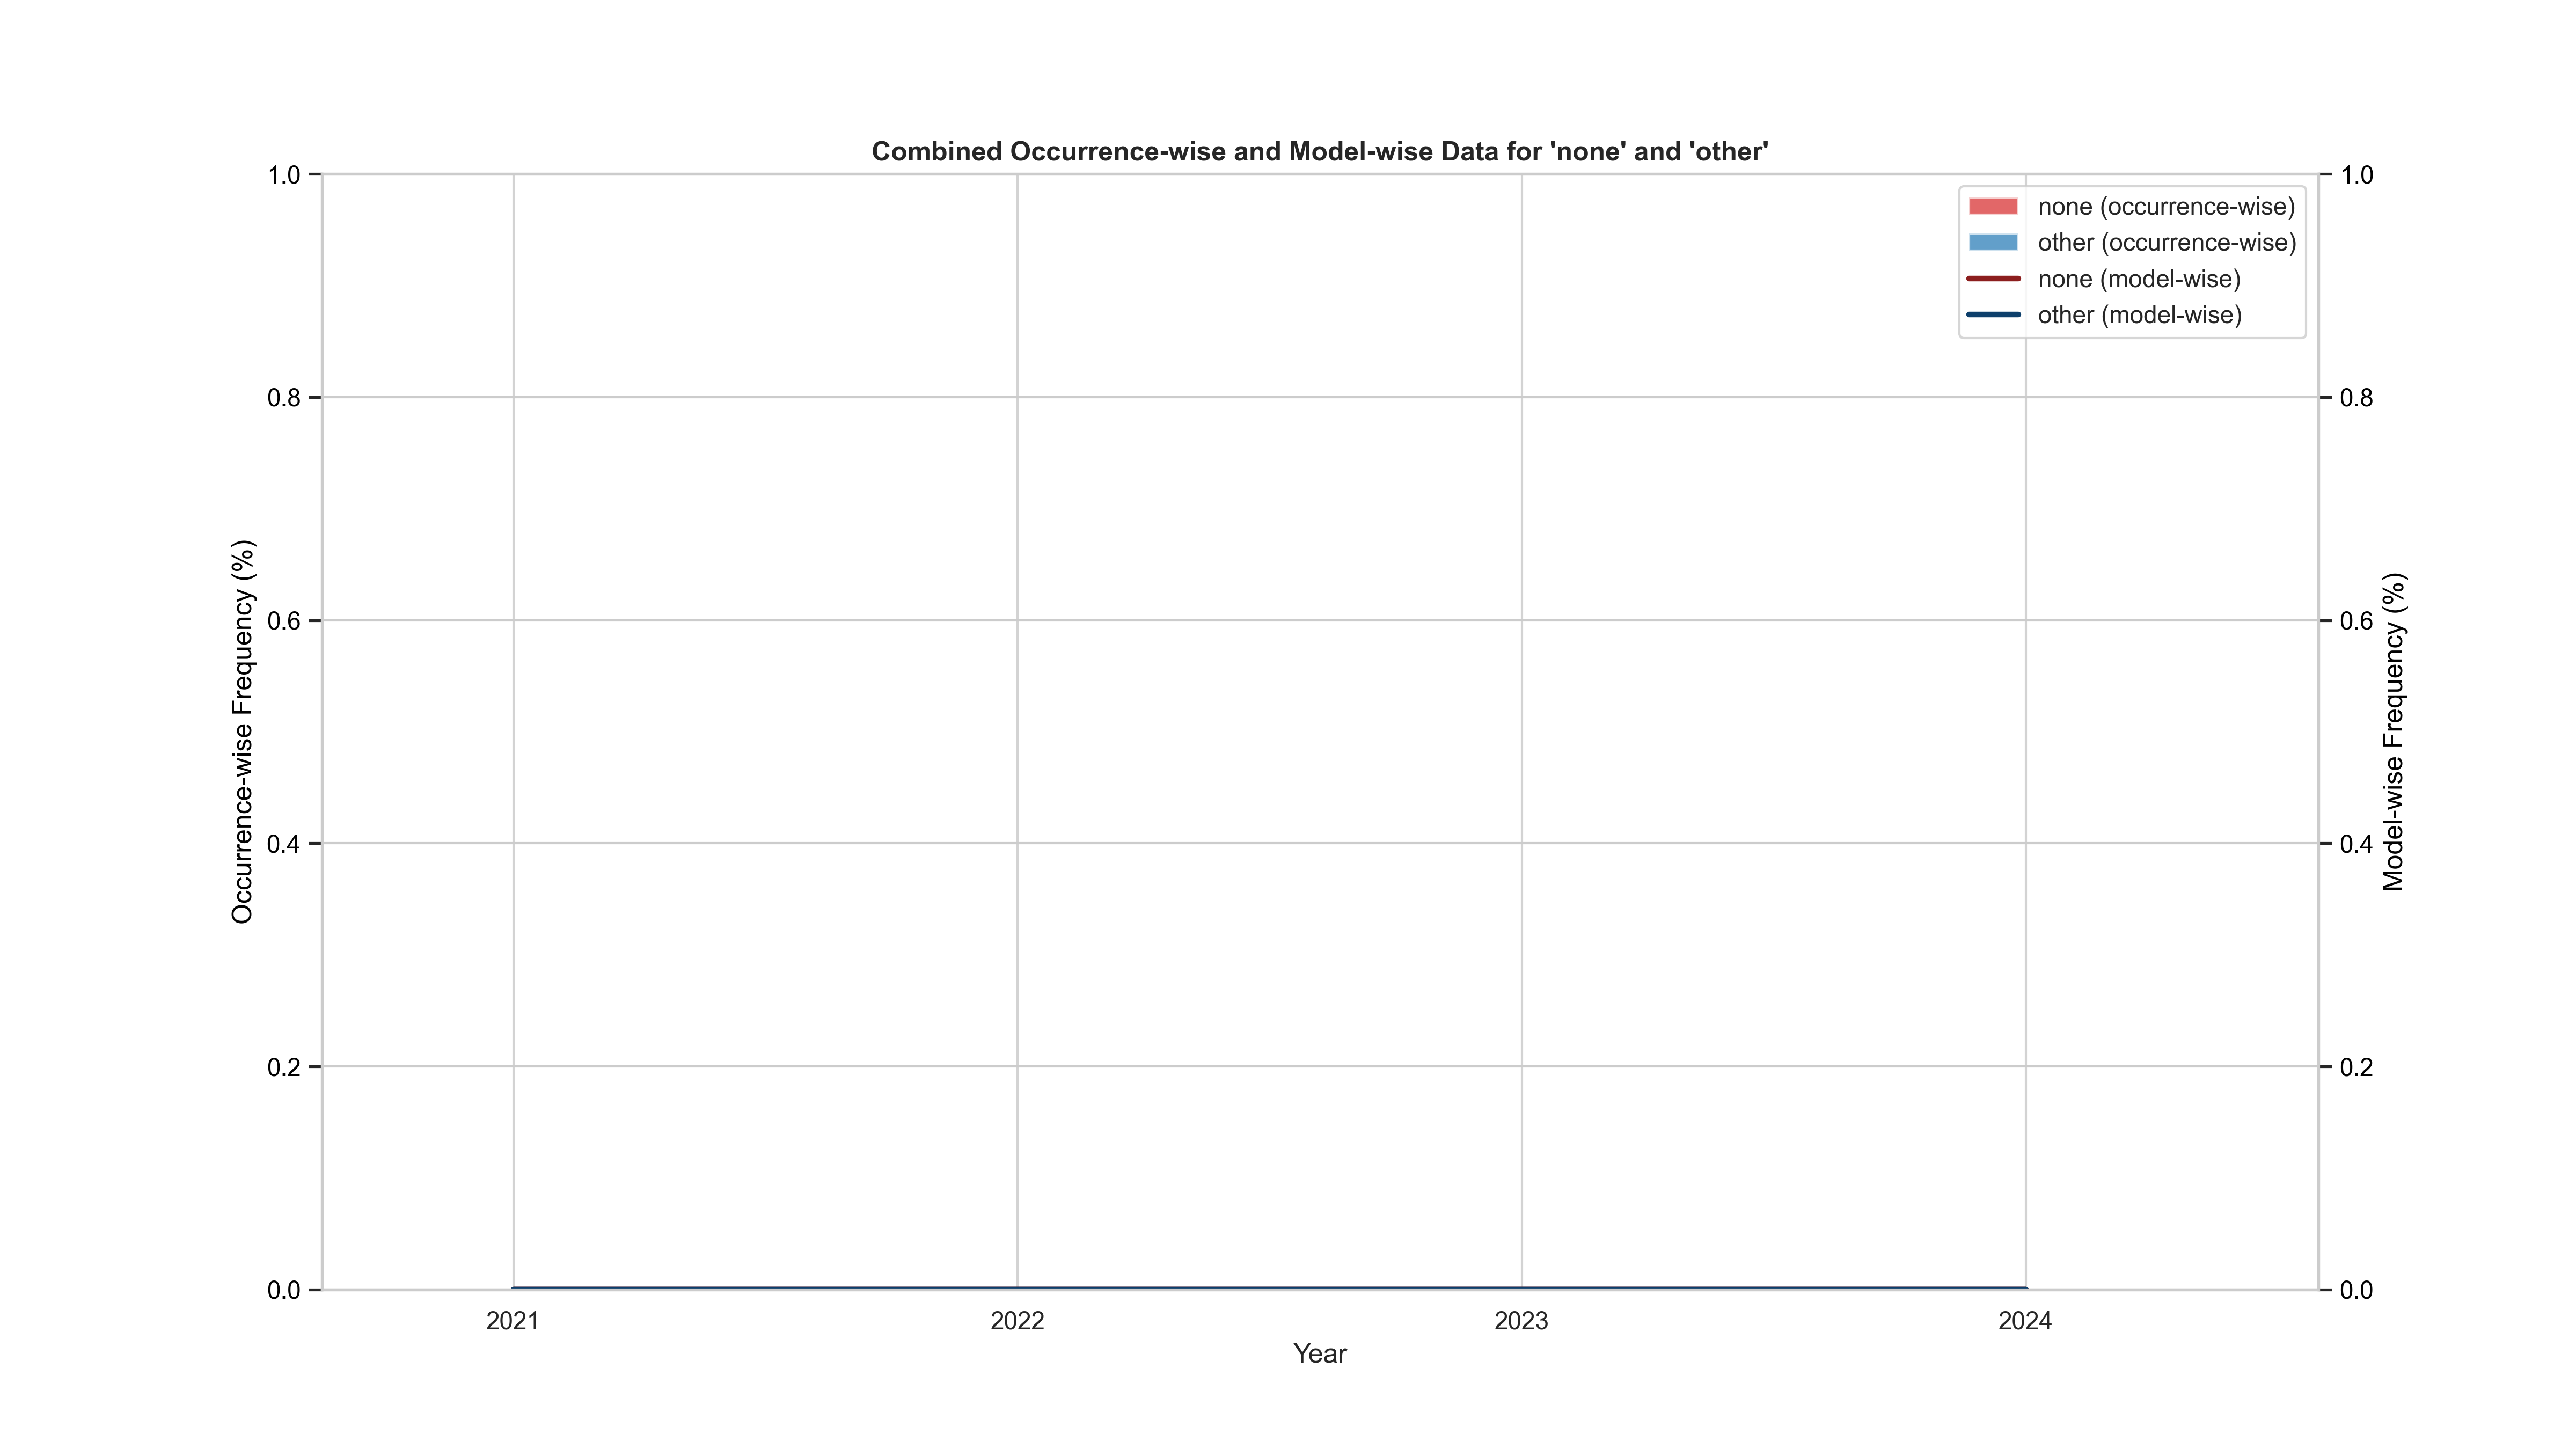 Combined Occurrence-wise and Model-wise Data for 'none' and 'other'
1.0
0.8
0.6
0.4
0.2
0.0
Occurrence-wise Frequency (%)
none (occurrence-wise)
other (occurrence-wise)
none (model-wise)
other (model-wise)
1.0
0.8
0.6
0.4
0.2
0.0
Model-wise Frequency (%)
2021 2022 2023 2024
Year